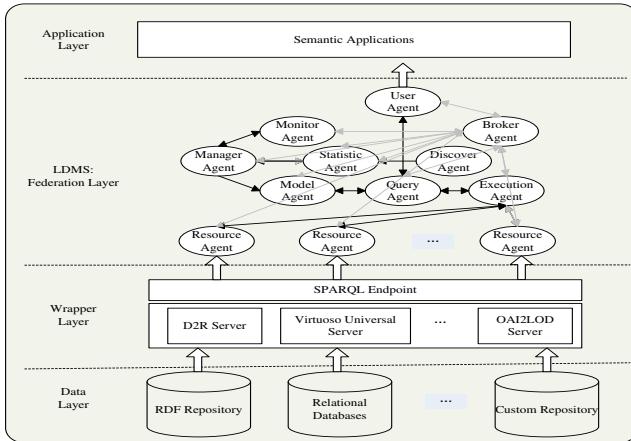 Application
Layer
Semantic Applications
User
Agent
Monitor
Agent
Broker
Agent
Manager
Agent
Statistic
Agent
Discover
Agent
LDMS:
Federation Layer
Model
Agent
Query
Agent
Execution
Agent
Resource
Agent
Resource
Agent
...
Resource
Agent
SPARQL Endpoint
Wrapper
Layer
D2R Server
Virtuoso Universal
Server
...
OAI2LOD
Server
Data
Layer
RDF Repository
Relational
Databases
...
Custom Repository